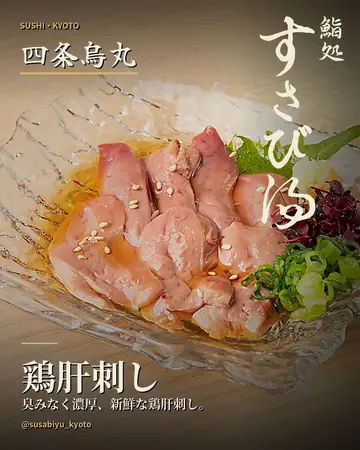 SUSHI・KYOTO
四条烏丸
鮨処
すさび湯
鶏肝刺し
臭みなく濃厚、新鮮な鶏肝刺し。
@susabiyu_kyoto